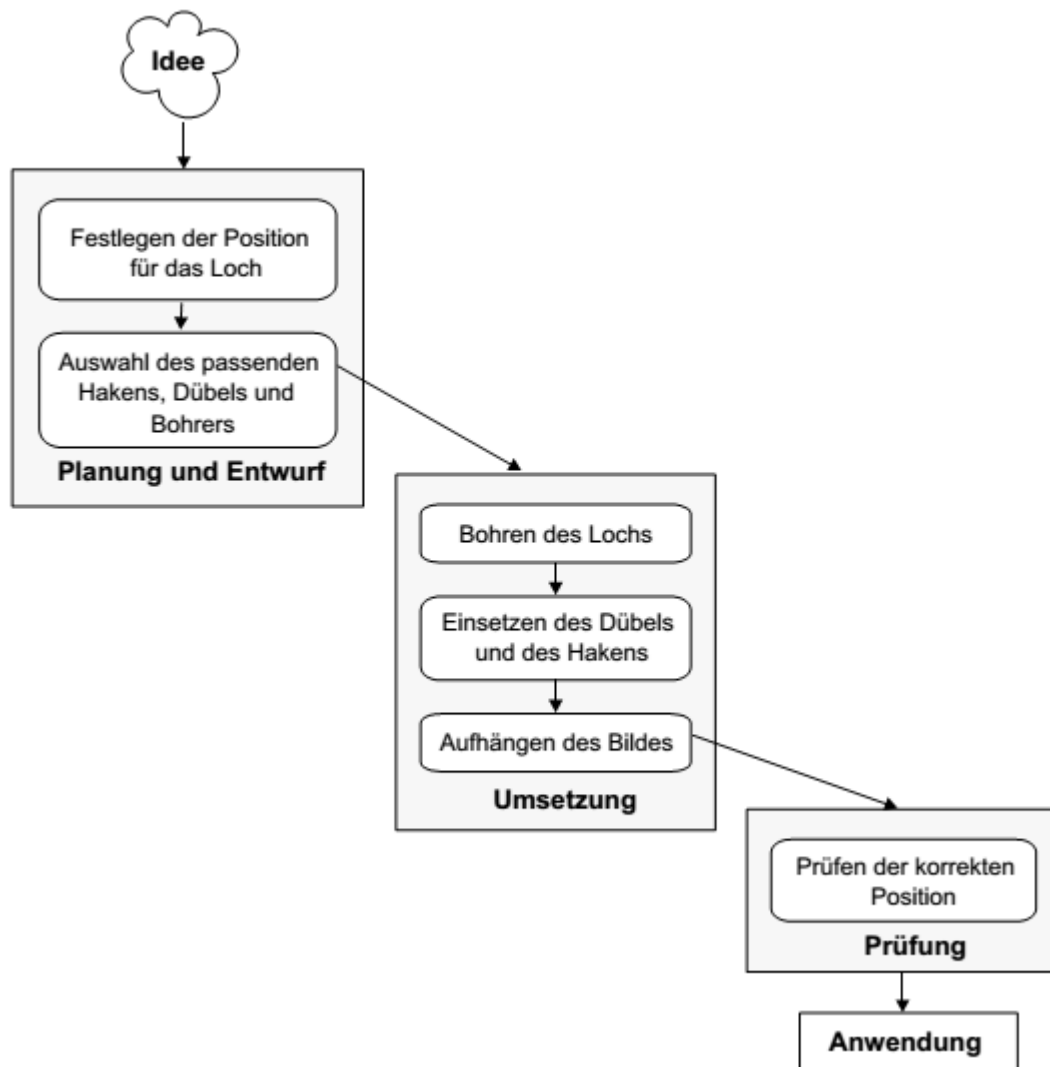 Idee
Festlegen der Position
für das Loch
Auswahl des passenden
Hakens, Dübels und
Bohrers
Planung und Entwurf
Bohren des Lochs
Einsetzen des Dübels
und des Hakens
Aufhängen des Bildes
Umsetzung
Prüfen der korrekten
Position
Prüfung
Anwendung